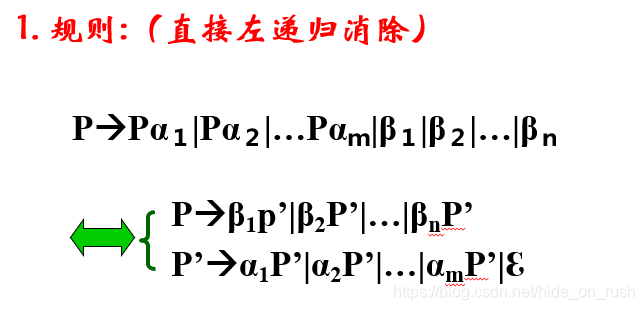 1. 规则:（直接左递归消除）
P→Pα₁|Pα₂|…Pαₘ|β₁|β₂|…|βₙ
P→β₁p’|β₂P’|…|βₙP’
P’→α₁P’|α₂P’|…|αₘP’|Ɛ
https://blog.csdn.net/hide_on_rush